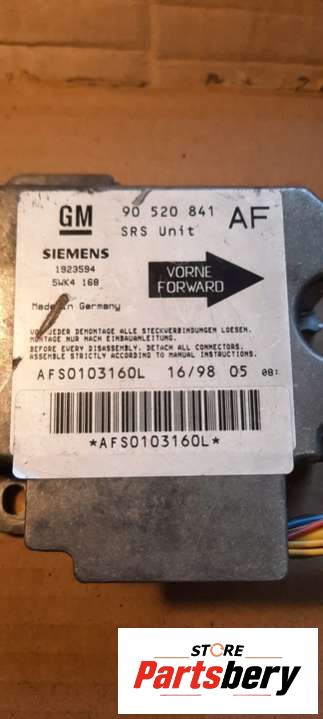 GM 90 520 841 AF
SRS Unit
SIEMENS
1923594
5WK4 168
Made in Germany
VORNE
FORWARD
VOR JEDER DEMONTAGE ALLE STECKVERBINDUNGEN LOESEN.
MONTAGE NUR NACH EINBAUANLEITUNG.
BEFORE EVERY DISASSEMBLY. DETACH ALL CONNECTORS.
ASSEMBLE STRICTLY ACCORDING TO MANUAL INSTRUCTIONS.
AFS0103160L 16/98 05 08:
*AFS0103160L*
STORE
Partsbery